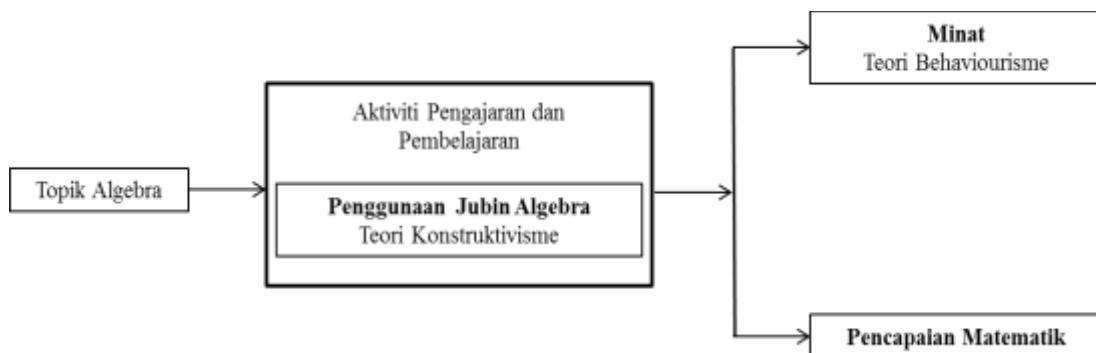 Topik Algebra
Aktiviti Pengajaran dan
Pembelajaran
Penggunaan Jubin Algebra
Teori Konstruktivisme
Minat
Teori Behaviourisme
Pencapaian Matematik